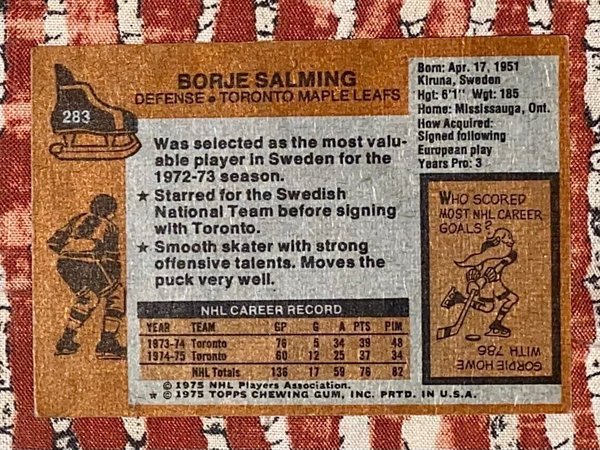 283
BORJE SALMING
DEFENSE • TORONTO MAPLE LEAFS
Was selected as the most valu-
able player in Sweden for the
1972-73 season.
★ Starred for the Swedish
National Team before signing
with Toronto.
★ Smooth skater with strong
offensive talents. Moves the
puck very well.
NHL CAREER RECORD
YEAR TEAM GP G A PTS PIM
1973-74 Toronto 76 5 34 39 48
1974-75 Toronto 60 12 25 37 34
NHL Totals 136 17 59 76 82
© 1975 NHL Players Association.
★ © 1975 TOPPS CHEWING GUM, INC. PRTD. IN U.S.A.
Born: Apr. 17, 1951
Kiruna, Sweden
Hgt: 6'1" Wgt: 185
Home: Mississauga, Ont.
How Acquired:
Signed following
European play
Years Pro: 3
WHO SCORED
MOST NHL CAREER
GOALS?
GORDIE HOWE
WITH 786